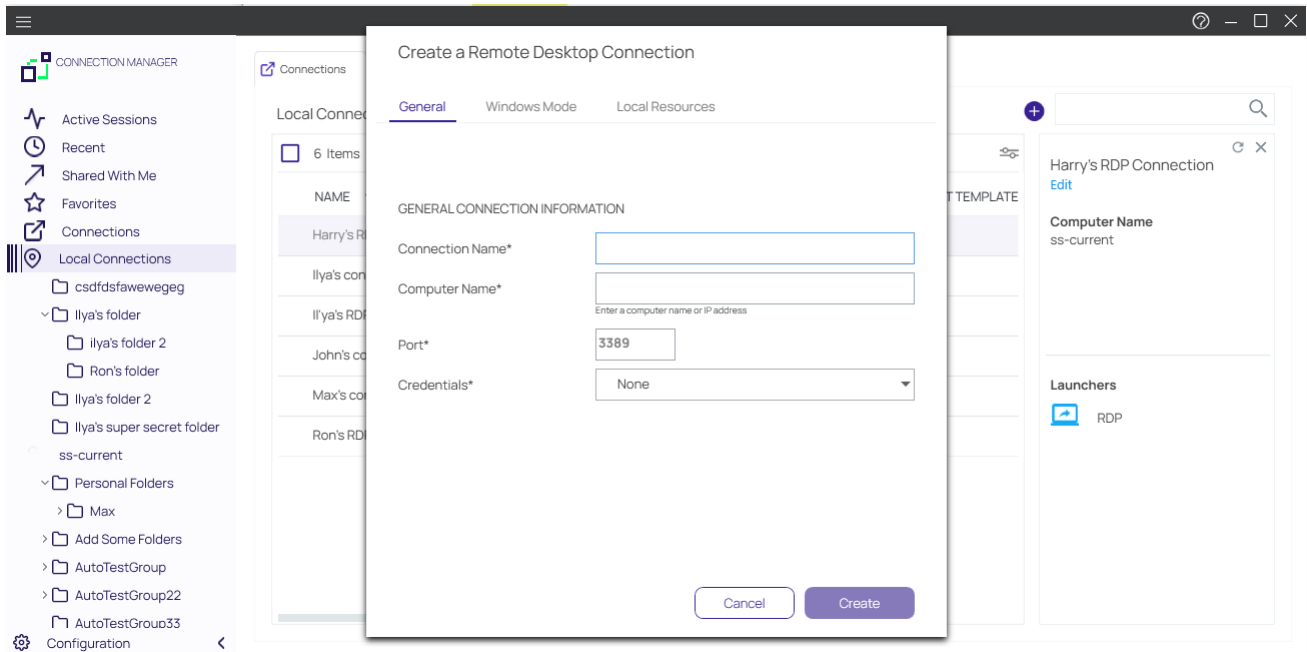 CONNECTION MANAGER
Active Sessions
Recent
Shared With Me
Favorites
Connections
Local Connections
csdfdsfawewegeg
Ilya's folder
ilya's folder 2
Ron's folder
Ilya's folder 2
Ilya's super secret folder
ss-current
Personal Folders
Max
Add Some Folders
AutoTestGroup
AutoTestGroup22
AutoTestGroup33
Configuration
Connections
Local Connec
6 Items
NAME
Harry's R
Ilya's con
Il'ya's RDP
John's co
Max's con
Ron's RDP
Create a Remote Desktop Connection
General Windows Mode Local Resources
GENERAL CONNECTION INFORMATION
Connection Name*
Computer Name*
Enter a computer name or IP address
Port* 3389
Credentials* None
Cancel Create
T TEMPLATE
Harry's RDP Connection
Edit
Computer Name
ss-current
Launchers
RDP